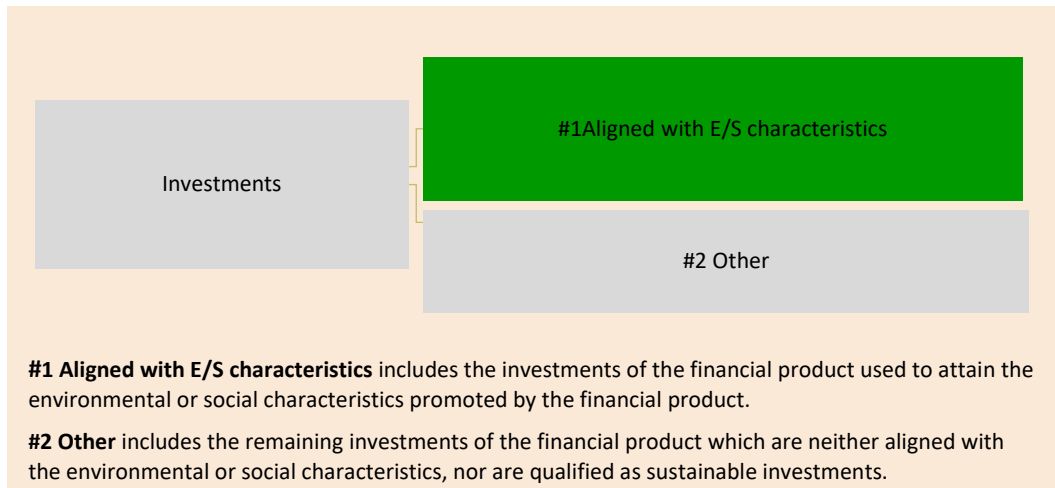 #1Aligned with E/S characteristics
Investments
#2 Other
#1 Aligned with E/S characteristics includes the investments of the financial product used to attain the
environmental or social characteristics promoted by the financial product.
#2 Other includes the remaining investments of the financial product which are neither aligned with
the environmental or social characteristics, nor are qualified as sustainable investments.